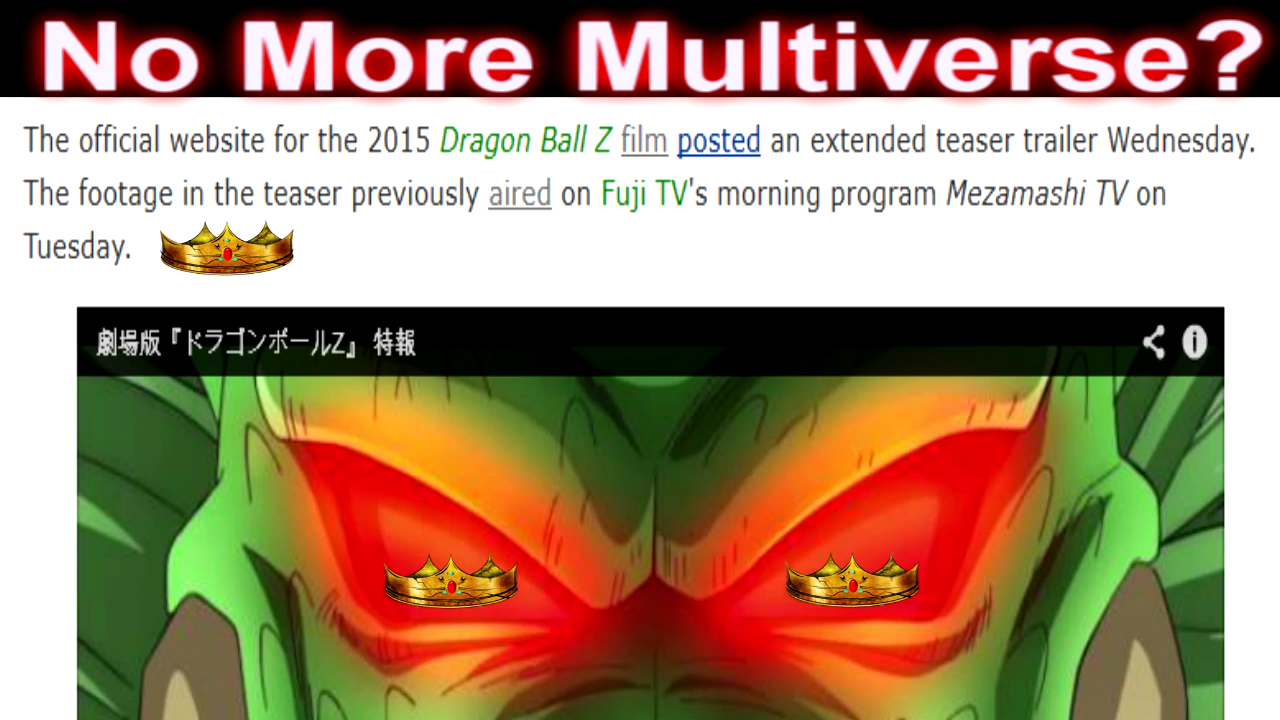 No More Multiverse?
The official website for the 2015 Dragon Ball Z film posted an extended teaser trailer Wednesday.
The footage in the teaser previously aired on Fuji TV's morning program Mezamashi TV on
Tuesday.
劇場版『ドラゴンボールZ』 特報